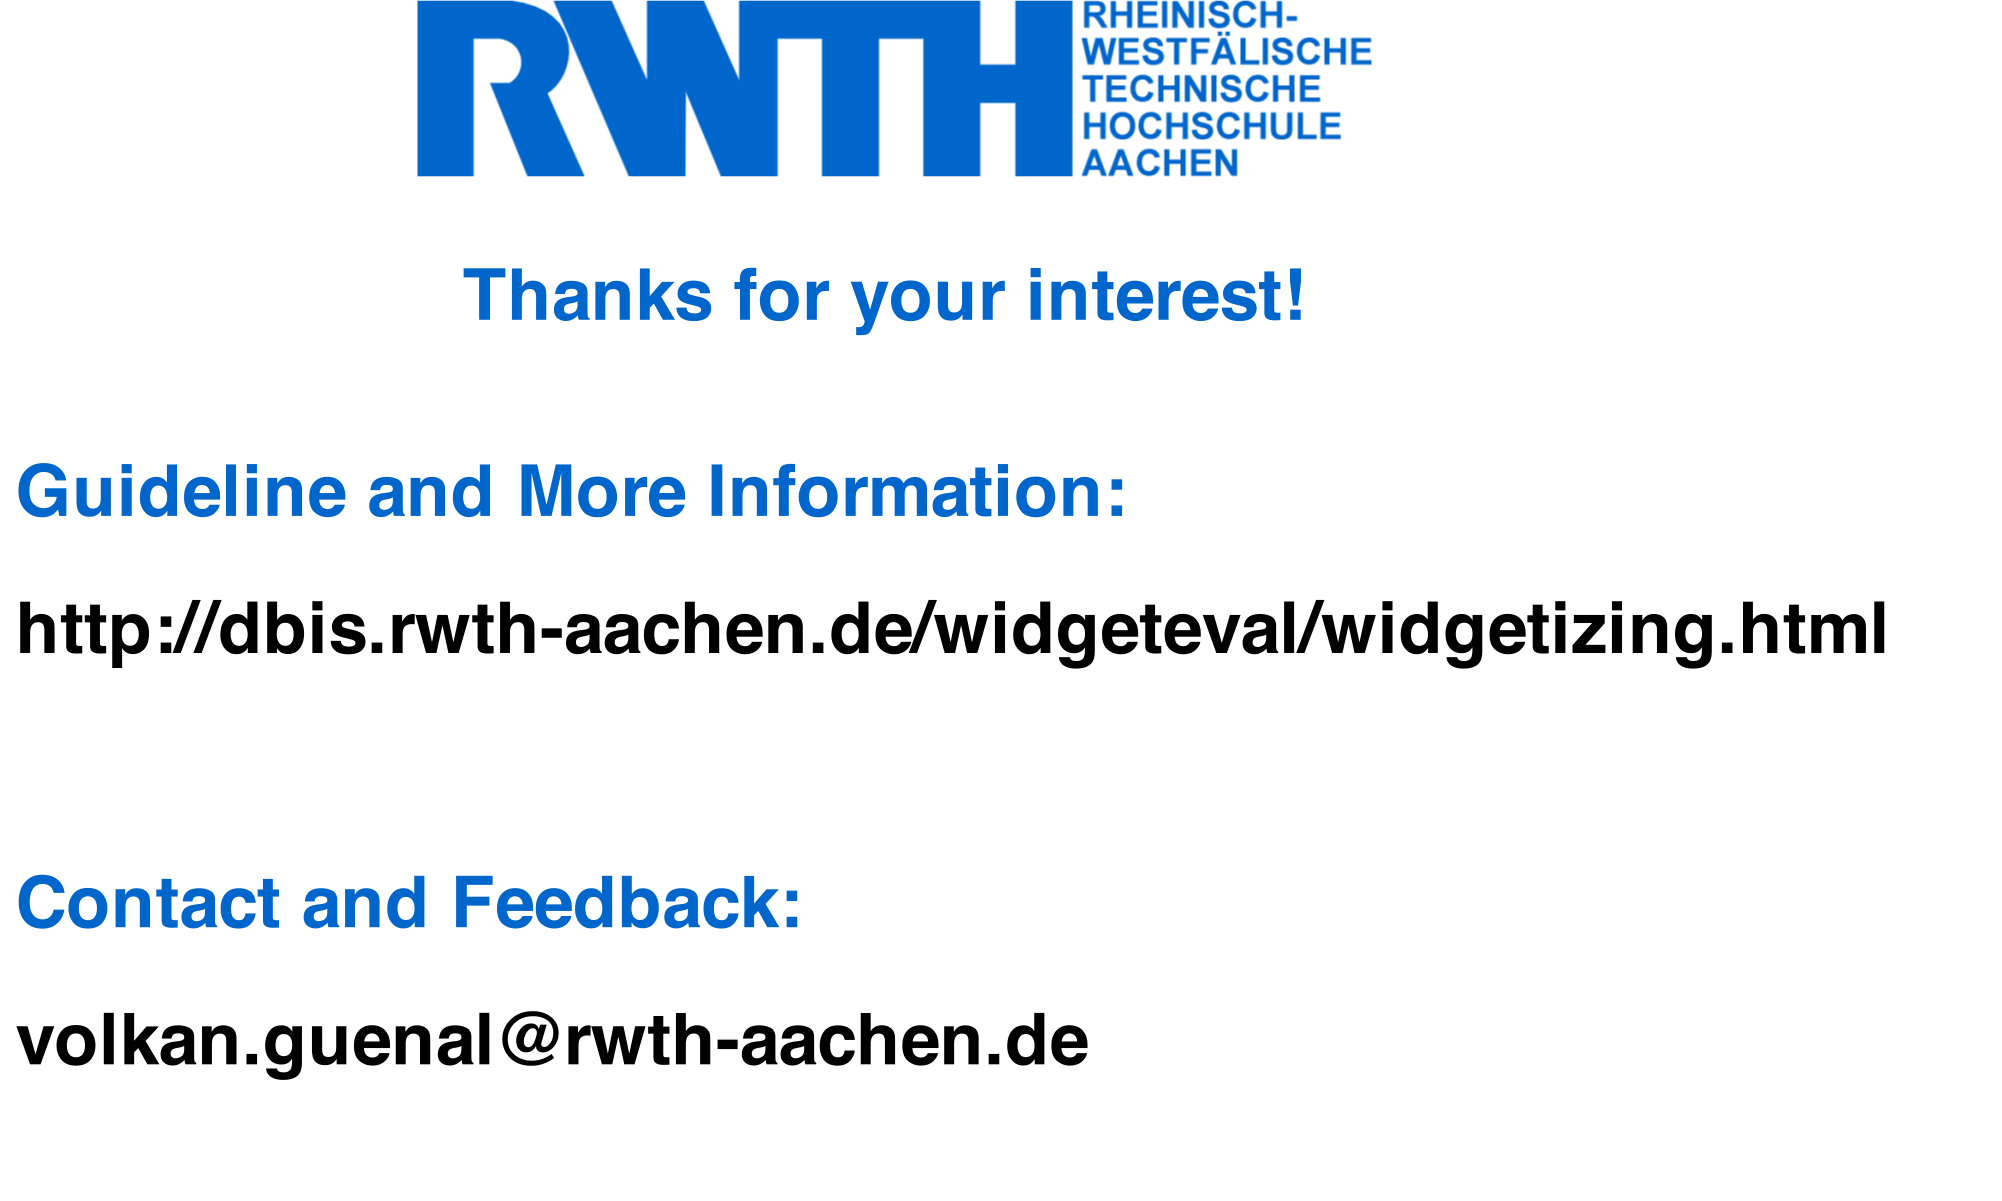 RWTH
RHEINISCH-
WESTFÄLISCHE
TECHNISCHE
HOCHSCHULE
AACHEN
Thanks for your interest!
Guideline and More Information:
http://dbis.rwth-aachen.de/widgeteval/widgetizing.html
Contact and Feedback:
volkan.guenal@rwth-aachen.de